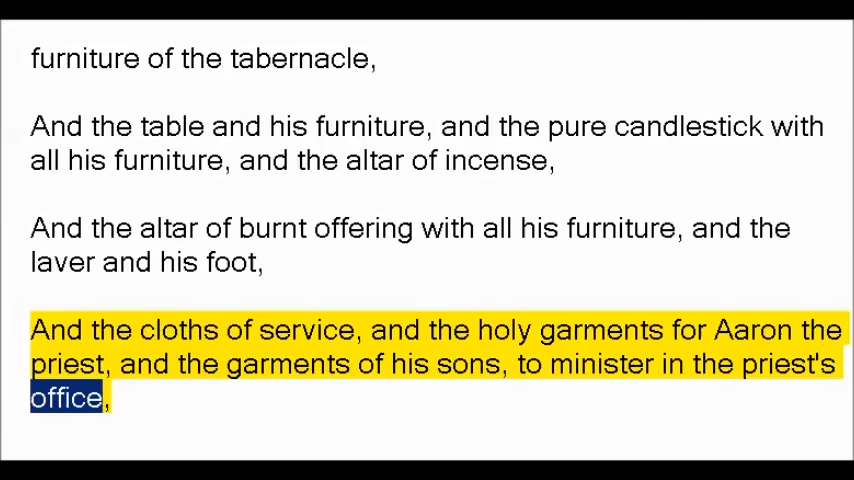 furniture of the tabernacle,
And the table and his furniture, and the pure candlestick with
all his furniture, and the altar of incense,
And the altar of burnt offering with all his furniture, and the
laver and his foot,
And the cloths of service, and the holy garments for Aaron the
priest, and the garments of his sons, to minister in the priest's
office,